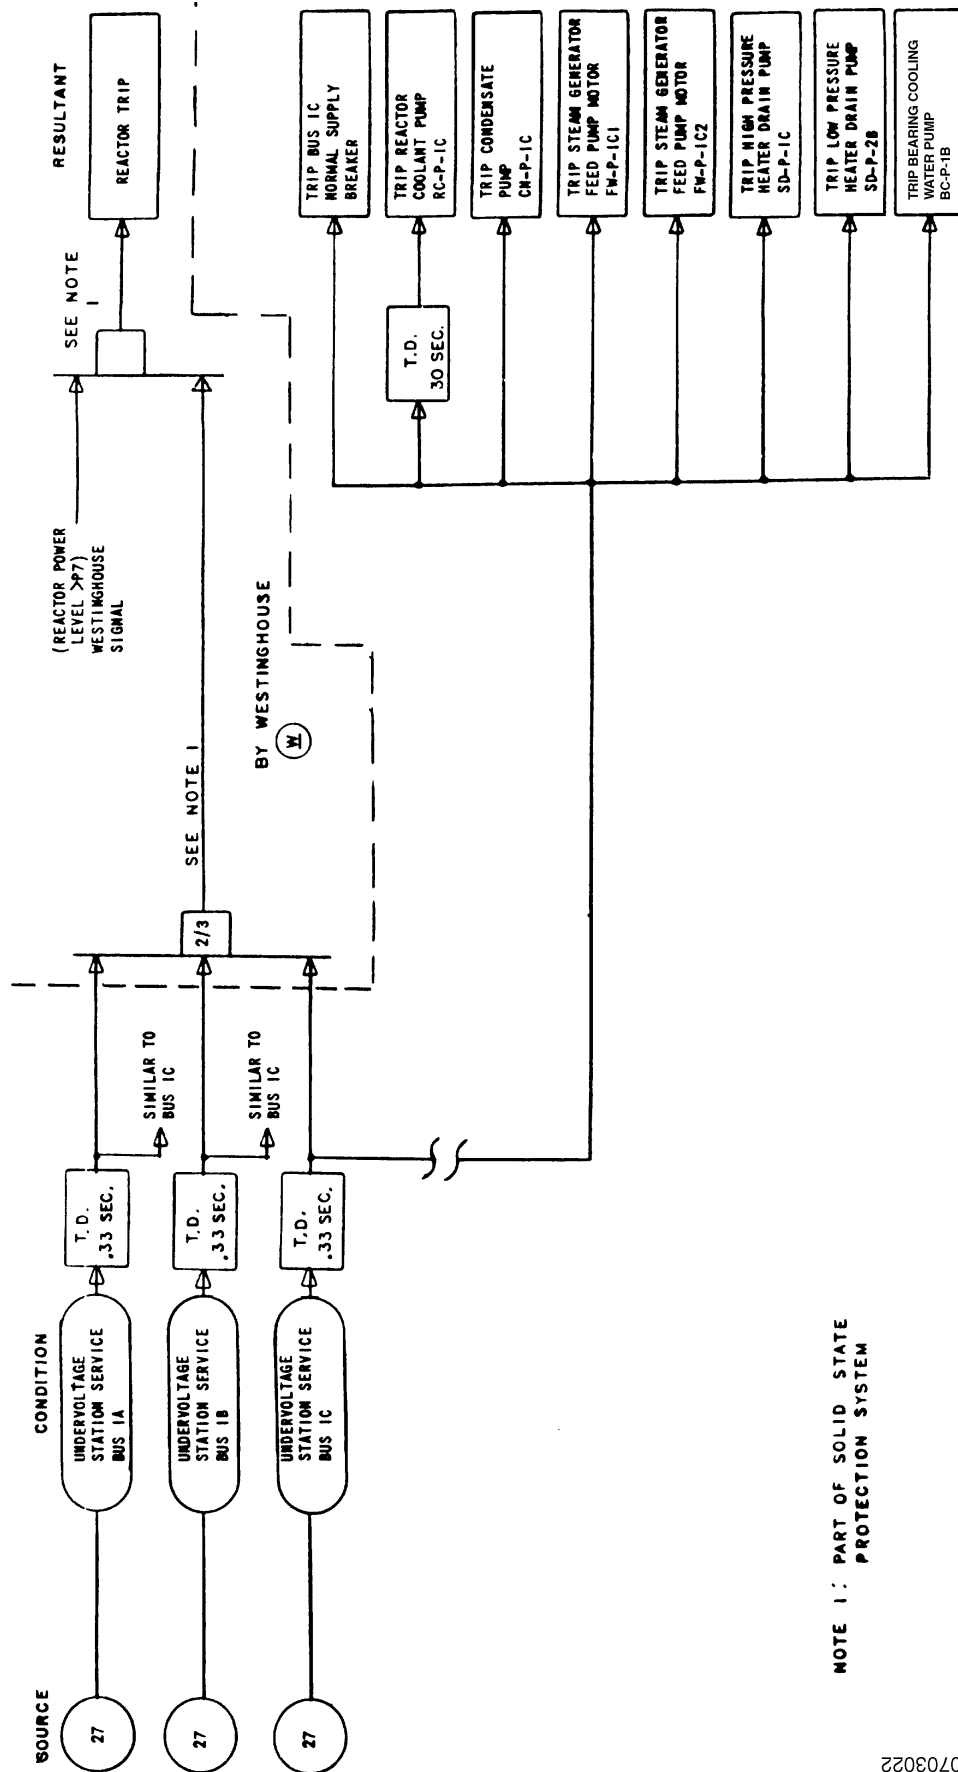 SOURCE
CONDITION
RESULTANT
27
UNDERVOLTAGE
STATION SERVICE
BUS 1A
T.D.
.33 SEC.
SIMILAR TO
BUS 1C
27
UNDERVOLTAGE
STATION SERVICE
BUS 1B
T.D.
.33 SEC.
SIMILAR TO
BUS 1C
27
UNDERVOLTAGE
STATION SERVICE
BUS 1C
T.D.
.33 SEC.
2/3
SEE NOTE 1
(REACTOR POWER
LEVEL >P7)
WESTINGHOUSE
SIGNAL
SEE NOTE
1
REACTOR TRIP
BY WESTINGHOUSE
W
TRIP BUS 1C
NORMAL SUPPLY
BREAKER
T.D.
30 SEC.
TRIP REACTOR
COOLANT PUMP
RC-P-1C
TRIP CONDENSATE
PUMP
CN-P-1C
TRIP STEAM GENERATOR
FEED PUMP MOTOR
FW-P-1C1
TRIP STEAM GENERATOR
FEED PUMP MOTOR
FW-P-1C2
TRIP HIGH PRESSURE
HEATER DRAIN PUMP
SD-P-1C
TRIP LOW PRESSURE
HEATER DRAIN PUMP
SD-P-2B
TRIP BEARING COOLING
WATER PUMP
BC-P-1B
NOTE 1: PART OF SOLID STATE
PROTECTION SYSTEM
0703022